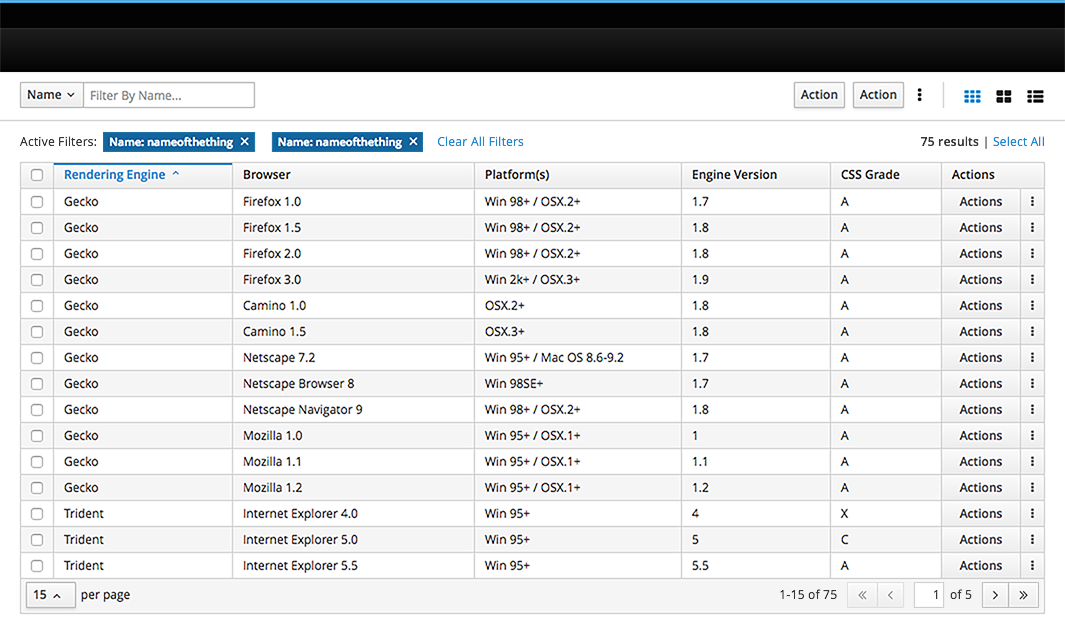 Name Filter By Name... Action Action
Active Filters: Name: nameofthething × Name: nameofthething × Clear All Filters 75 results | Select All
Rendering Engine Browser Platform(s) Engine Version CSS Grade Actions
Gecko Firefox 1.0 Win 98+ / OSX.2+ 1.7 A Actions
Gecko Firefox 1.5 Win 98+ / OSX.2+ 1.8 A Actions
Gecko Firefox 2.0 Win 98+ / OSX.2+ 1.8 A Actions
Gecko Firefox 3.0 Win 2k+ / OSX.3+ 1.9 A Actions
Gecko Camino 1.0 OSX.2+ 1.8 A Actions
Gecko Camino 1.5 OSX.3+ 1.8 A Actions
Gecko Netscape 7.2 Win 95+ / Mac OS 8.6-9.2 1.7 A Actions
Gecko Netscape Browser 8 Win 98SE+ 1.7 A Actions
Gecko Netscape Navigator 9 Win 98+ / OSX.2+ 1.8 A Actions
Gecko Mozilla 1.0 Win 95+ / OSX.1+ 1 A Actions
Gecko Mozilla 1.1 Win 95+ / OSX.1+ 1.1 A Actions
Gecko Mozilla 1.2 Win 95+ / OSX.1+ 1.2 A Actions
Trident Internet Explorer 4.0 Win 95+ 4 X Actions
Trident Internet Explorer 5.0 Win 95+ 5 C Actions
Trident Internet Explorer 5.5 Win 95+ 5.5 A Actions
15 per page 1-15 of 75 « ‹ 1 of 5 › »